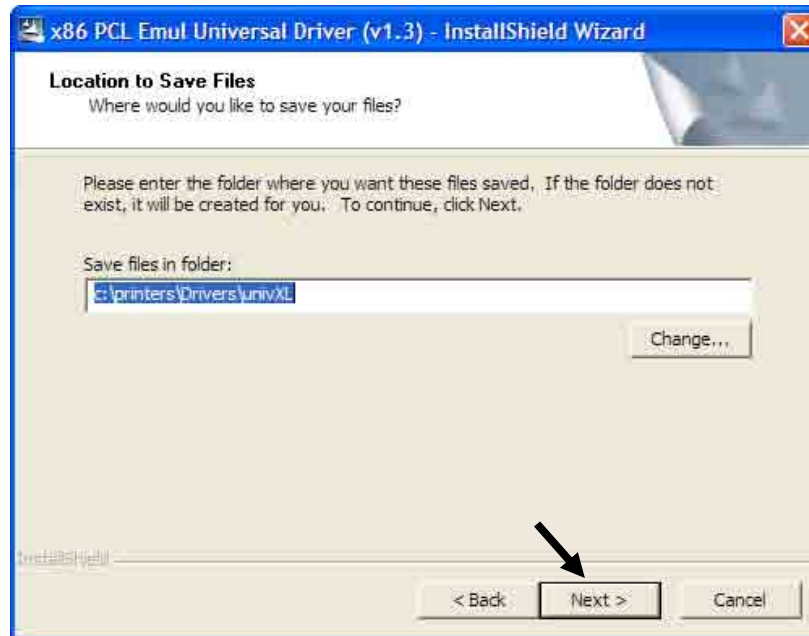 x86 PCL Emul Universal Driver (v1.3) - InstallShield Wizard
Location to Save Files
Where would you like to save your files?
Please enter the folder where you want these files saved. If the folder does not
exist, it will be created for you. To continue, click Next.
Save files in folder:
c:\printers\Drivers\univXL
Change...
InstallShield
< Back Next > Cancel